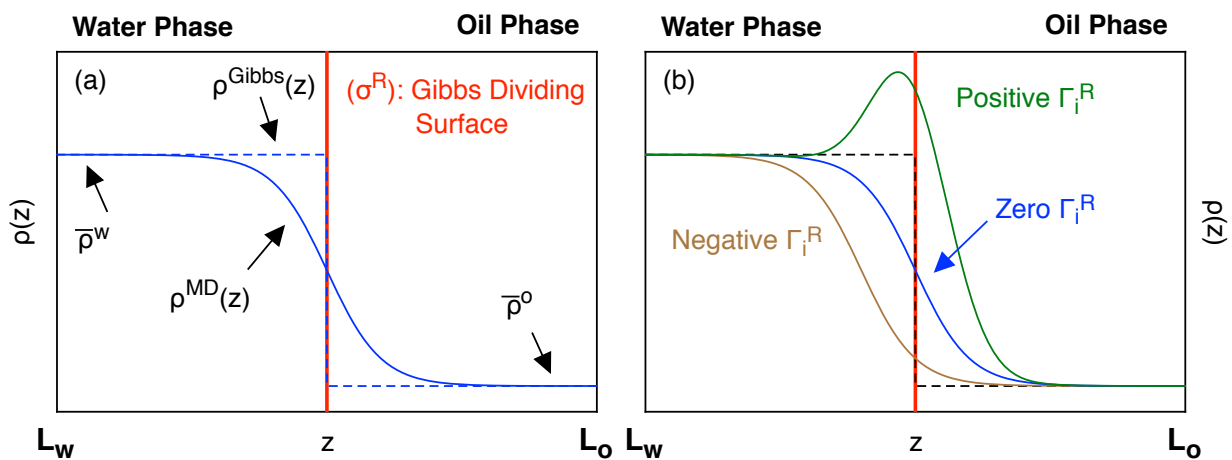 Water Phase
Oil Phase
(a)
ρ^Gibbs(z)
(σ^R): Gibbs Dividing
Surface
ρ(z)
ρ̅^w
ρ^MD(z)
ρ̅^o
L_w
z
L_o
Water Phase
Oil Phase
(b)
Positive Γ_i^R
Zero Γ_i^R
Negative Γ_i^R
ρ(z)
L_w
z
L_o